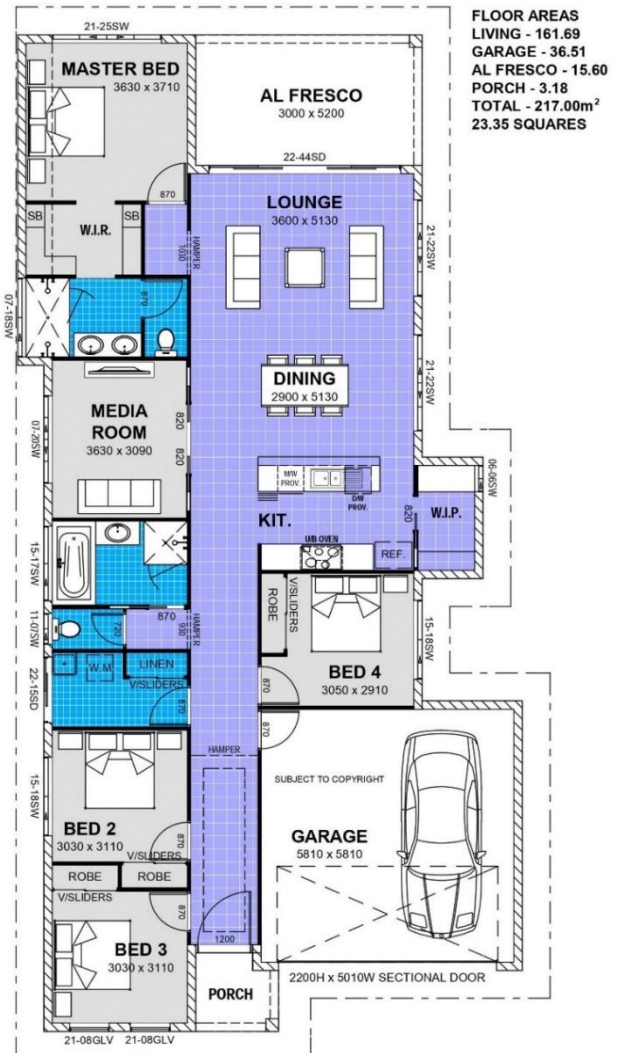 FLOOR AREAS
LIVING - 161.69
GARAGE - 36.51
AL FRESCO - 15.60
PORCH - 3.18
TOTAL - 217.00m²
23.35 SQUARES
21-25SW
MASTER BED
3630 x 3710
AL FRESCO
3000 x 5200
22-44SD
870
LOUNGE
3600 x 5130
SB
W.I.R.
SB
HAMPER
1030
21-22SW
07-18SW
870
DINING
2900 x 5130
21-22SW
MEDIA
ROOM
3630 x 3090
07-20SW
820
820
M/W
PROV.
D/W
PROV.
06-06SW
KIT.
820
W.I.P.
U/B OVEN
REF.
15-17SW
870
11-07SW
720
HAMPER
930
ROBE
V/SLIDERS
15-18SW
BED 4
3050 x 2910
22-15SD
W.M
LINEN
V/SLIDERS
870
870
870
HAMPER
SUBJECT TO COPYRIGHT
15-18SW
BED 2
3030 x 3110
870
V/SLIDERS
GARAGE
5810 x 5810
ROBE
ROBE
V/SLIDERS
870
BED 3
3030 x 3110
1200
2200H x 5010W SECTIONAL DOOR
PORCH
21-08GLV
21-08GLV